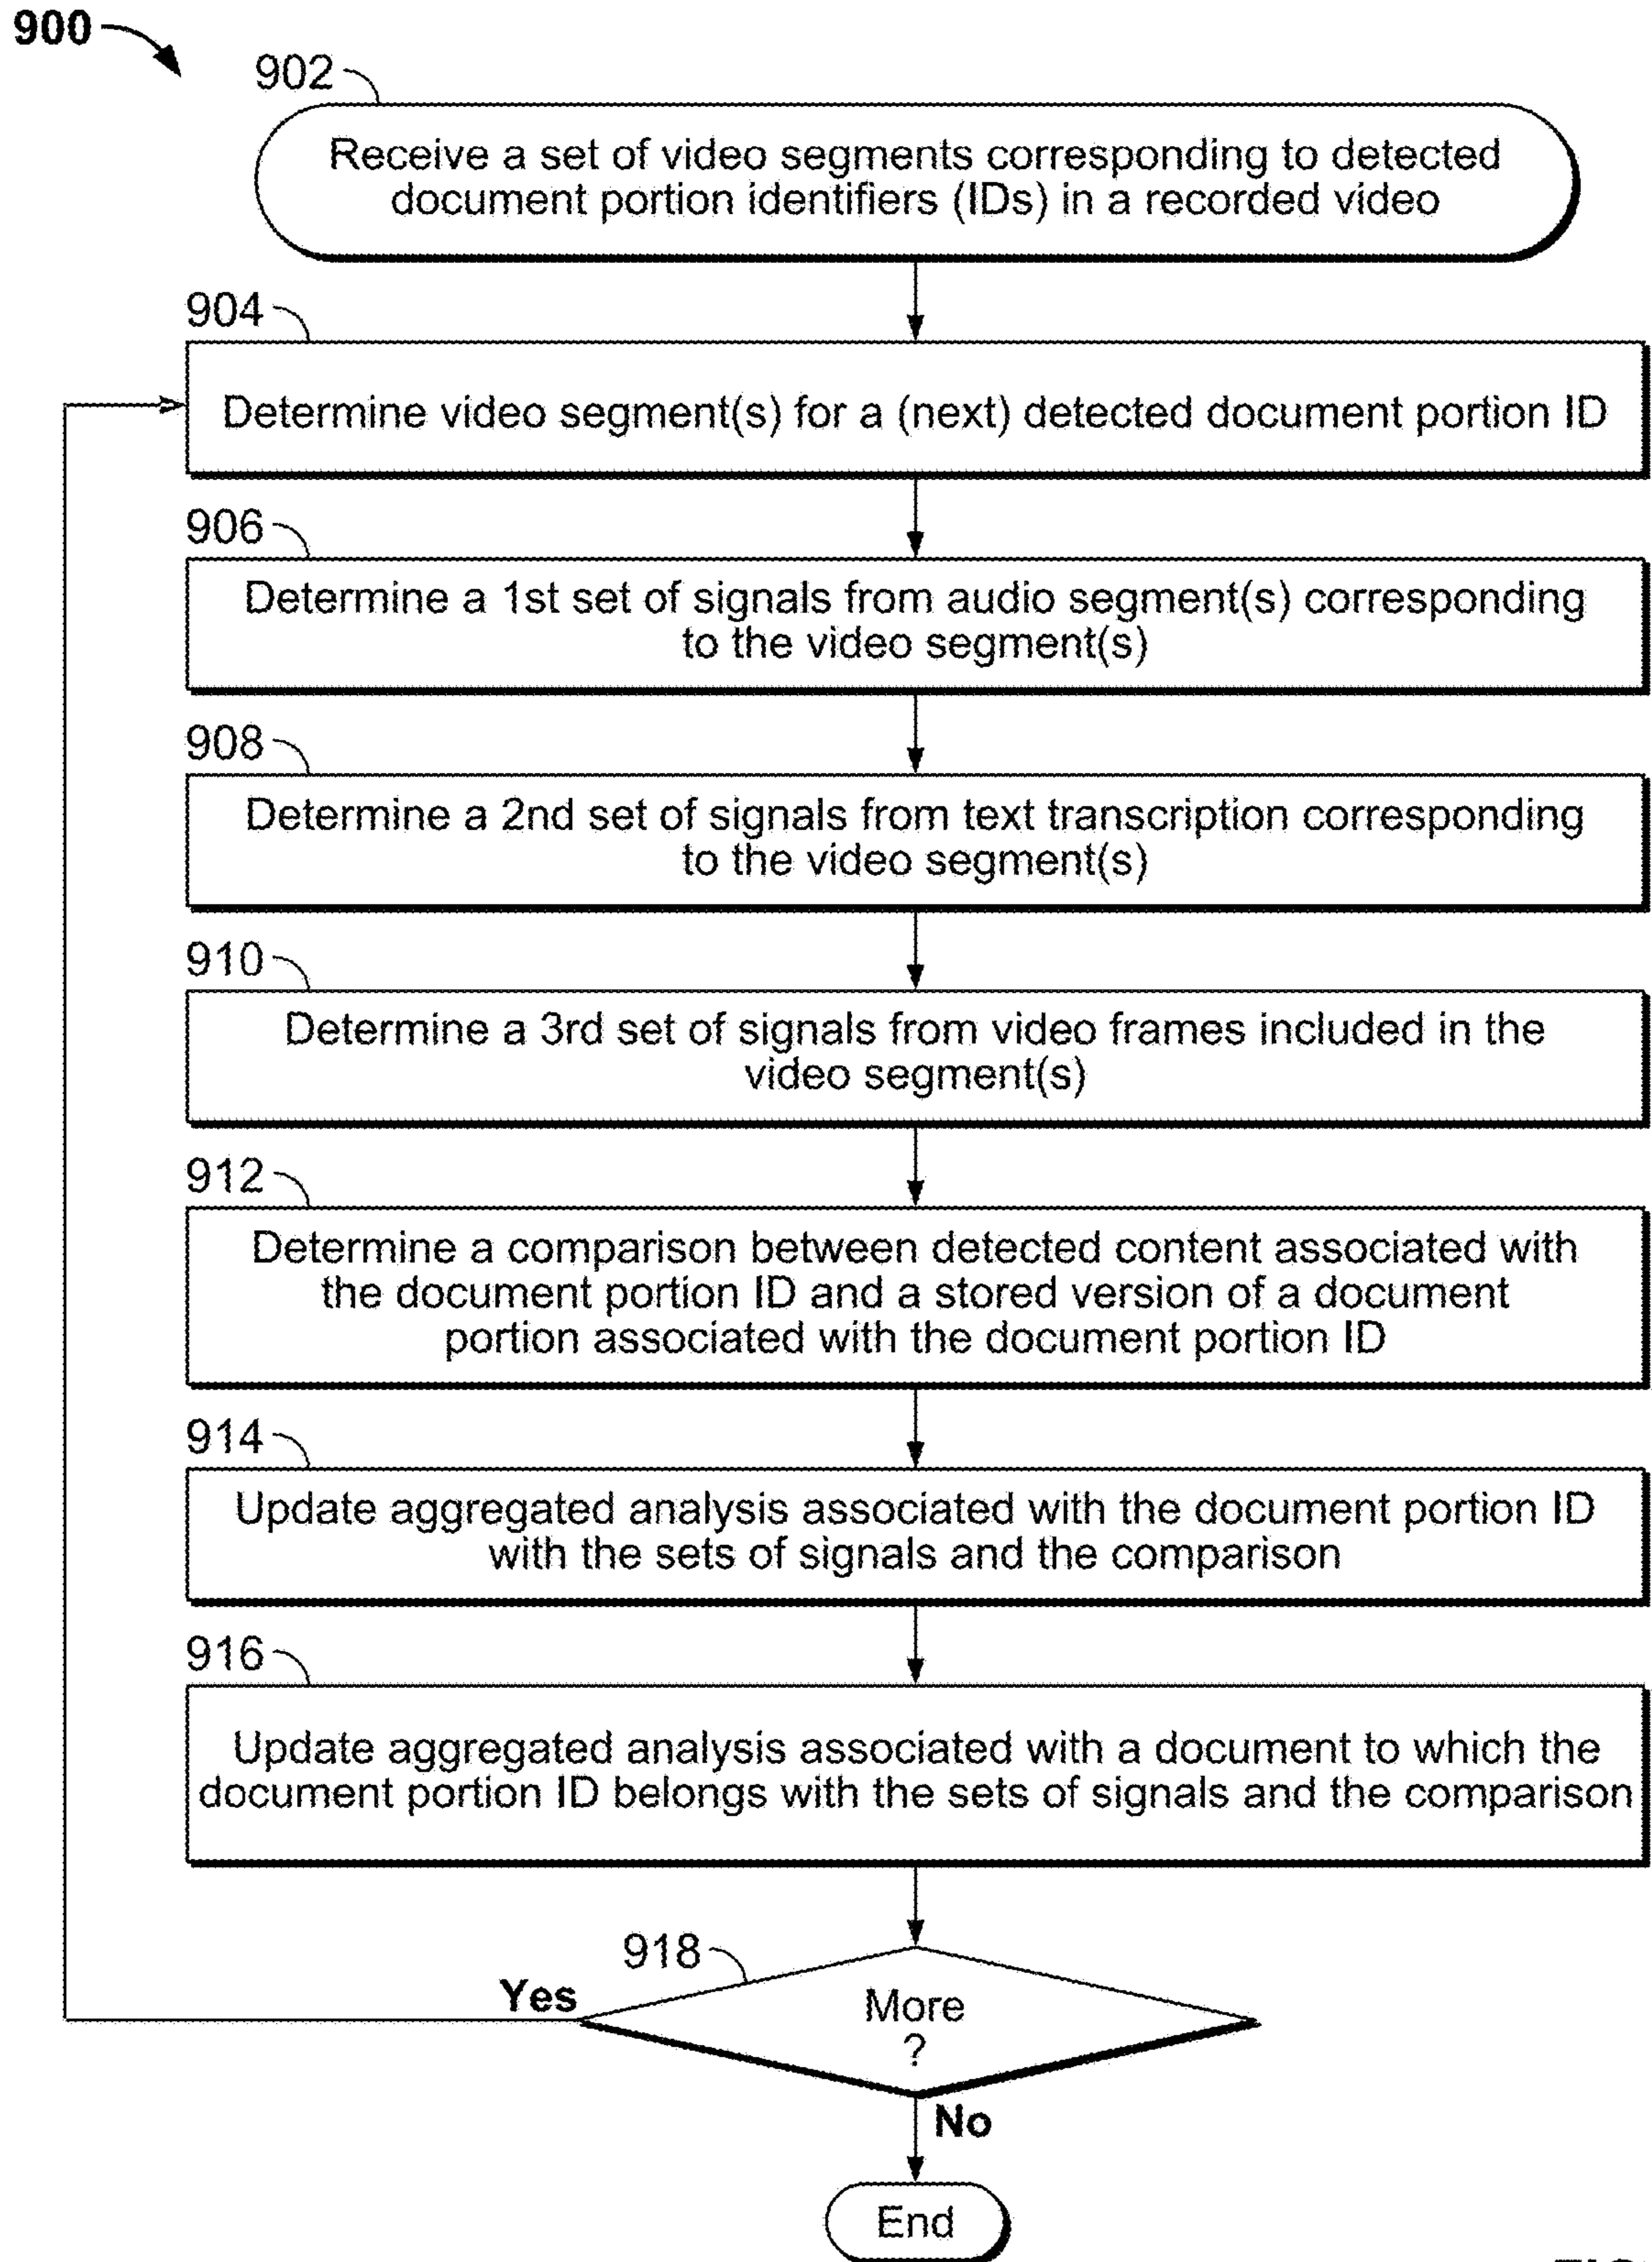 900
902
Receive a set of video segments corresponding to detected
document portion identifiers (IDs) in a recorded video
904
Determine video segment(s) for a (next) detected document portion ID
906
Determine a 1st set of signals from audio segment(s) corresponding
to the video segment(s)
908
Determine a 2nd set of signals from text transcription corresponding
to the video segment(s)
910
Determine a 3rd set of signals from video frames included in the
video segment(s)
912
Determine a comparison between detected content associated with
the document portion ID and a stored version of a document
portion associated with the document portion ID
914
Update aggregated analysis associated with the document portion ID
with the sets of signals and the comparison
916
Update aggregated analysis associated with a document to which the
document portion ID belongs with the sets of signals and the comparison
918
Yes
More
?
No
End